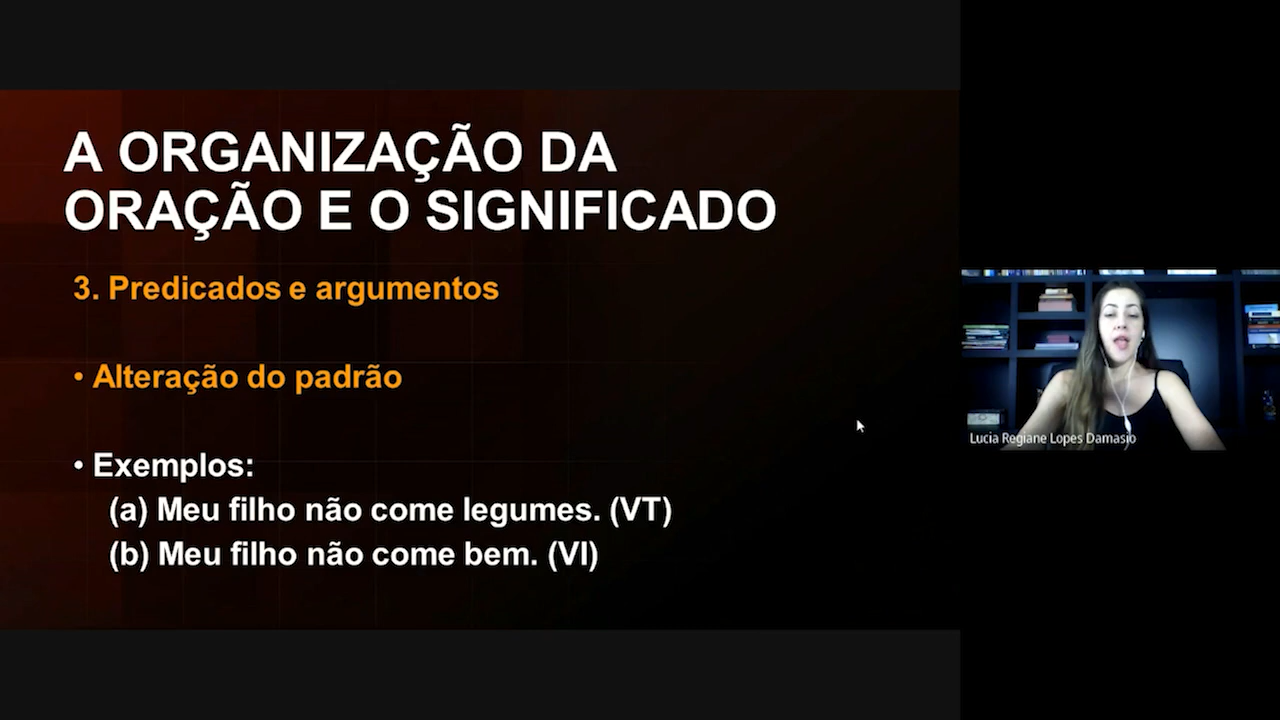 A ORGANIZAÇÃO DA
ORAÇÃO E O SIGNIFICADO
3. Predicados e argumentos
• Alteração do padrão
• Exemplos:
(a) Meu filho não come legumes. (VT)
(b) Meu filho não come bem. (VI)
Lucia Regiane Lopes Damasio